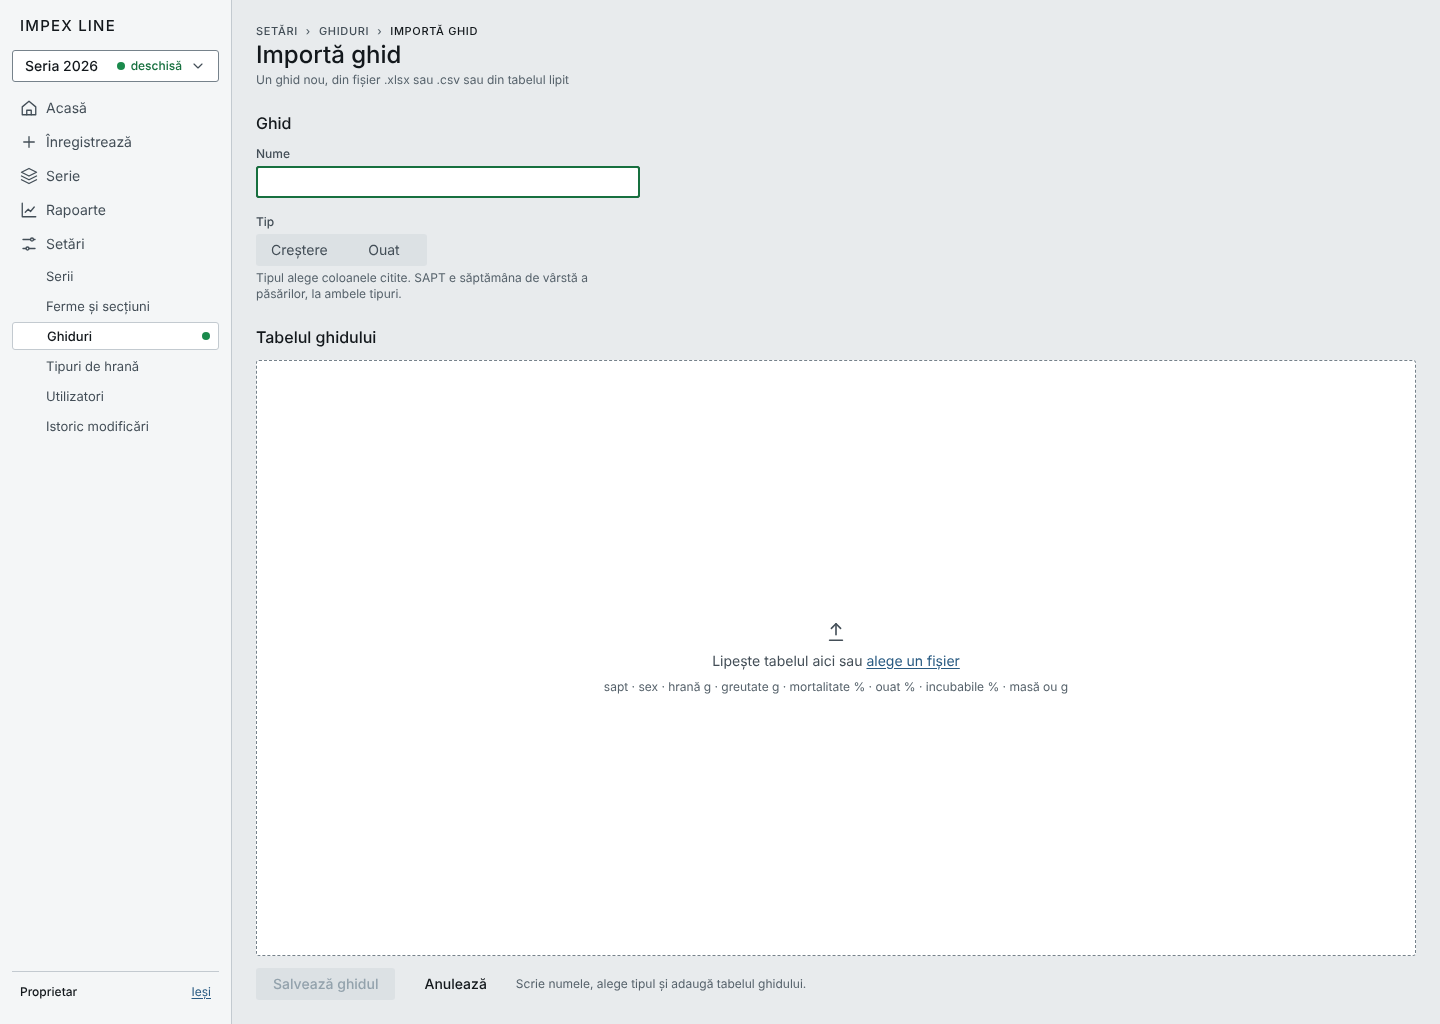 IMPEX LINE
Seria 2026 deschisă
Acasă
Înregistrează
Serie
Rapoarte
Setări
Serii
Ferme și secțiuni
Ghiduri
Tipuri de hrană
Utilizatori
Istoric modificări
Proprietar Ieși
SETĂRI › GHIDURI › IMPORTĂ GHID
Importă ghid
Un ghid nou, din fișier .xlsx sau .csv sau din tabelul lipit
Ghid
Nume
Tip
Creștere Ouat
Tipul alege coloanele citite. SAPT e săptămâna de vârstă a
păsărilor, la ambele tipuri.
Tabelul ghidului
Lipește tabelul aici sau alege un fișier
sapt · sex · hrană g · greutate g · mortalitate % · ouat % · incubabile % · masă ou g
Salvează ghidul Anulează Scrie numele, alege tipul și adaugă tabelul ghidului.